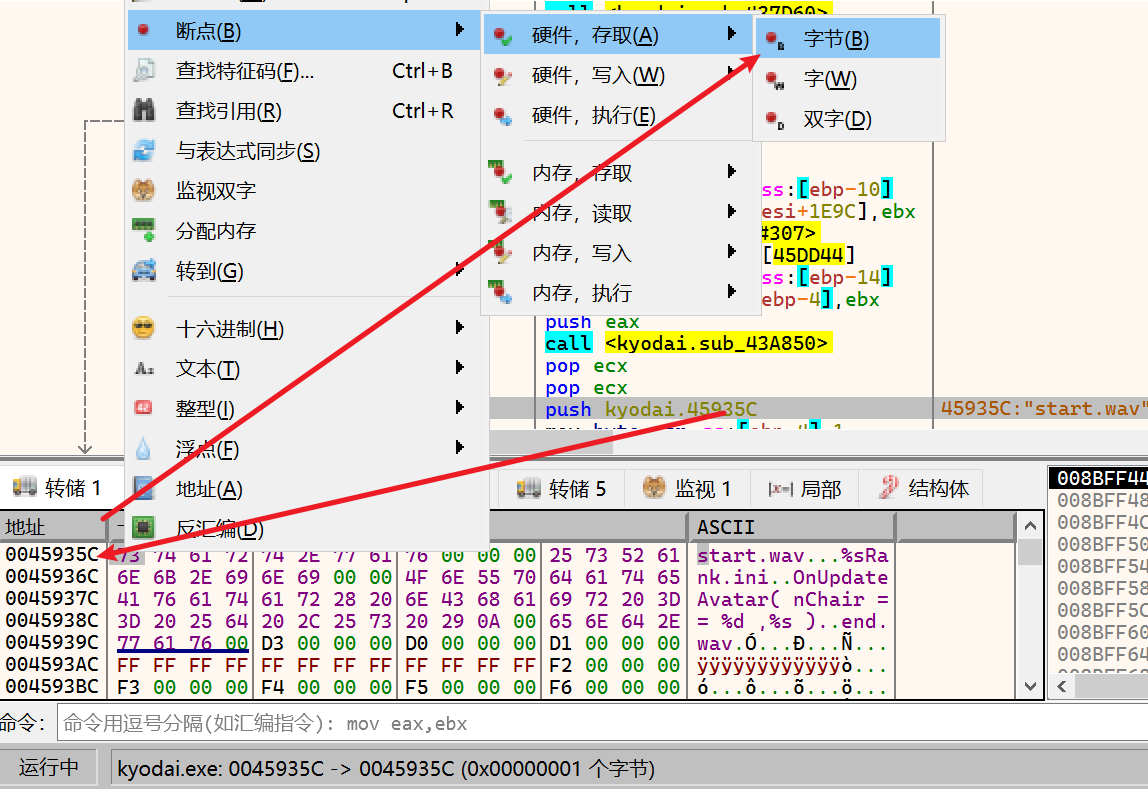 断点(B)
查找特征码(F)... Ctrl+B
查找引用(R) Ctrl+R
与表达式同步(S)
监视双字
分配内存
转到(G)
十六进制(H)
文本(T)
整型(I)
浮点(F)
地址(A)
反汇编(D)
硬件，存取(A)
硬件，写入(W)
硬件，执行(E)
内存，存取
内存，读取
内存，写入
内存，执行
字节(B)
字(W)
双字(D)
ss:[ebp-10]
esi+1E9C],ebx
#307>
[45DD44]
ss:[ebp-14]
ebp-4],ebx
push eax
call <kyodai.sub_43A850>
pop ecx
pop ecx
push kyodai.45935C
45935C:"start.wav"
转储 1
转储 5
监视 1
|x=| 局部
结构体
地址
ASCII
0045935C 73 74 61 72 74 2E 77 61 76 00 00 00 25 73 52 61 start.wav...%sRa
0045936C 6E 6B 2E 69 6E 69 00 00 4F 6E 55 70 64 61 74 65 nk.ini..OnUpdate
0045937C 41 76 61 74 61 72 28 20 6E 43 68 61 69 72 20 3D Avatar( nChair =
0045938C 3D 20 25 64 20 2C 25 73 20 29 0A 00 65 6E 64 2E = %d ,%s )..end.
0045939C 77 61 76 00 D3 00 00 00 D0 00 00 00 D1 00 00 00 wav.Ó...Ð...Ñ...
004593AC FF FF FF FF FF FF FF FF FF FF FF FF F2 00 00 00 ÿÿÿÿÿÿÿÿÿÿÿÿò...
004593BC F3 00 00 00 F4 00 00 00 F5 00 00 00 F6 00 00 00 ó...ô...õ...ö...
008BFF44
008BFF48
008BFF4C
008BFF50
008BFF54
008BFF58
008BFF5C
008BFF60
008BFF64
命令：
命令用逗号分隔(如汇编指令)：mov eax,ebx
运行中
kyodai.exe: 0045935C -> 0045935C (0x00000001 个字节)